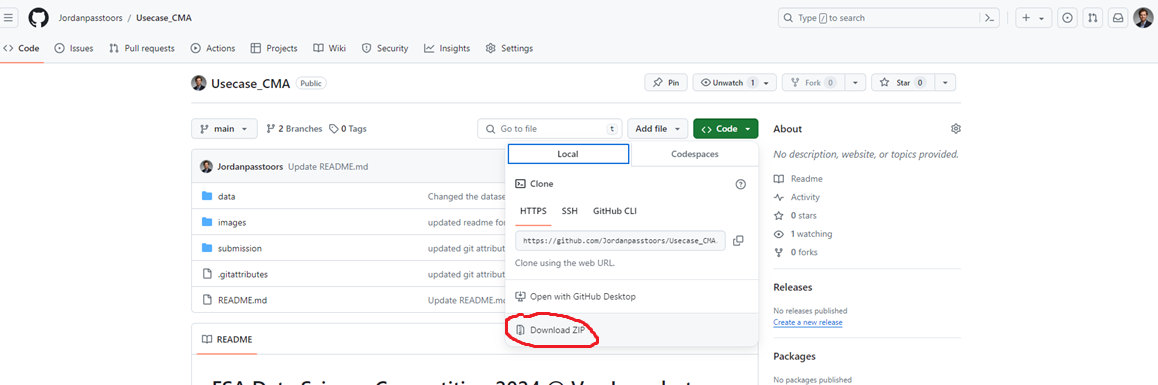 Jordanpasstoors / Usecase_CMA
Type / to search
Code Issues Pull requests Actions Projects Wiki Security Insights Settings
Usecase_CMA Public
Pin Unwatch 1 Fork 0 Star 0
main 2 Branches 0 Tags Go to file t Add file Code
About
No description, website, or topics provided.
Readme
Activity
0 stars
1 watching
0 forks
Releases
No releases published
Create a new release
Packages
No packages published
Local Codespaces
Clone
HTTPS SSH GitHub CLI
https://github.com/Jordanpasstoors/Usecase_CMA.
Clone using the web URL.
Open with GitHub Desktop
Download ZIP
Jordanpasstoors Update README.md
data Changed the datase
images updated readme for
submission updated git attribut
.gitattributes updated git attribut
README.md Update README.md
README